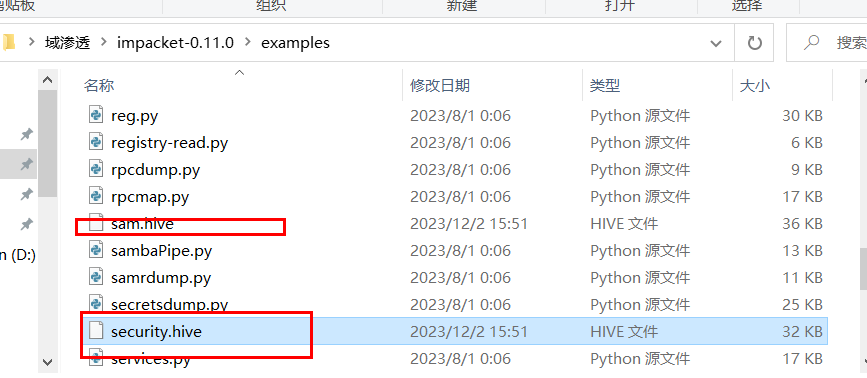 剪贴板 组织 新建 打开 选择
域渗透 impacket-0.11.0 examples 搜索
名称 修改日期 类型 大小
reg.py 2023/8/1 0:06 Python 源文件 30 KB
registry-read.py 2023/8/1 0:06 Python 源文件 6 KB
rpcdump.py 2023/8/1 0:06 Python 源文件 9 KB
rpcmap.py 2023/8/1 0:06 Python 源文件 17 KB
sam.hive 2023/12/2 15:51 HIVE 文件 36 KB
sambaPipe.py 2023/8/1 0:06 Python 源文件 13 KB
n (D:)
samrdump.py 2023/8/1 0:06 Python 源文件 11 KB
secretsdump.py 2023/8/1 0:06 Python 源文件 25 KB
security.hive 2023/12/2 15:51 HIVE 文件 32 KB
services.py 2023/8/1 0:06 Python 源文件 17 KB